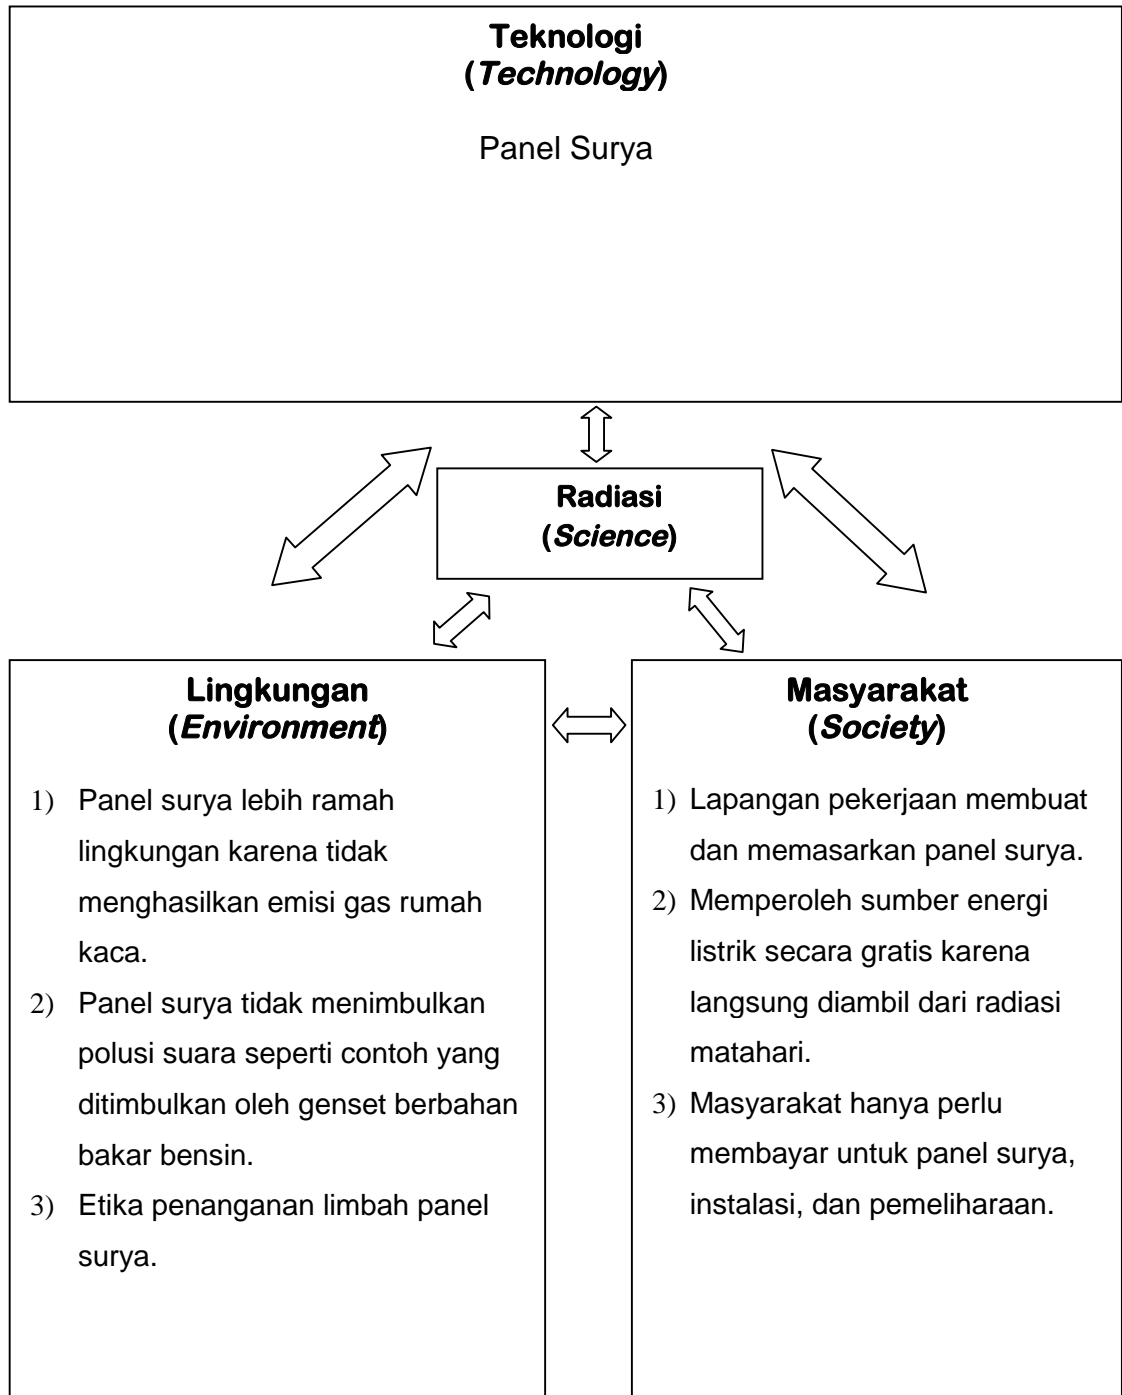 Teknologi
(Technology)
Panel Surya
Radiasi
(Science)
Lingkungan
(Environment)
1) Panel surya lebih ramah
lingkungan karena tidak
menghasilkan emisi gas rumah
kaca.
2) Panel surya tidak menimbulkan
polusi suara seperti contoh yang
ditimbulkan oleh genset berbahan
bakar bensin.
3) Etika penanganan limbah panel
surya.
Masyarakat
(Society)
1) Lapangan pekerjaan membuat
dan memasarkan panel surya.
2) Memperoleh sumber energi
listrik secara gratis karena
langsung diambil dari radiasi
matahari.
3) Masyarakat hanya perlu
membayar untuk panel surya,
instalasi, dan pemeliharaan.